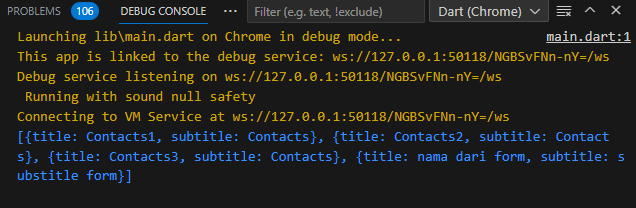 PROBLEMS 106 DEBUG CONSOLE ... Filter (e.g. text, !exclude) Dart (Chrome)
Launching lib\main.dart on Chrome in debug mode... main.dart:1
This app is linked to the debug service: ws://127.0.0.1:50118/NGBSvFNn-nY=/ws
Debug service listening on ws://127.0.0.1:50118/NGBSvFNn-nY=/ws
Running with sound null safety
Connecting to VM Service at ws://127.0.0.1:50118/NGBSvFNn-nY=/ws
[{title: Contacts1, subtitle: Contacts}, {title: Contacts2, subtitle: Contact
s}, {title: Contacts3, subtitle: Contacts}, {title: nama dari form, subtitle: s
ubstitle form}]